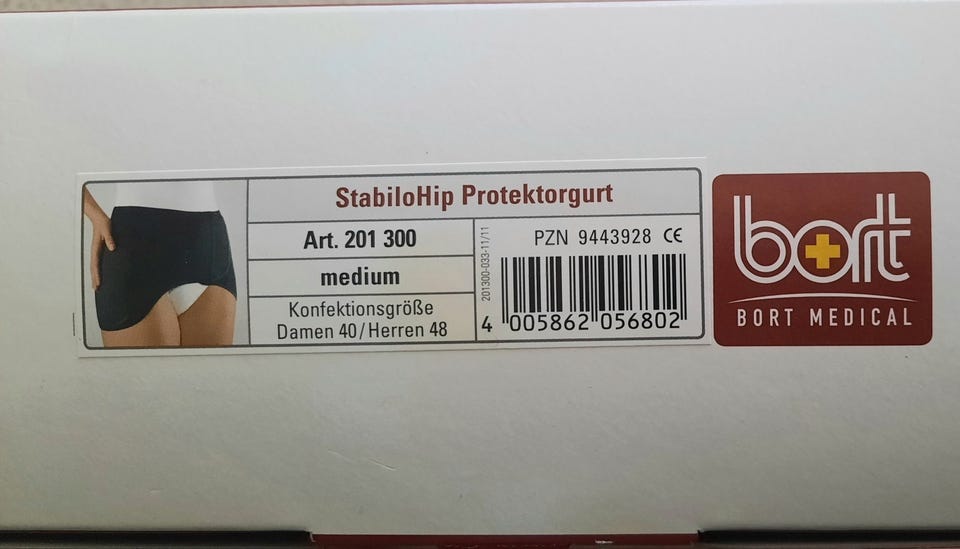 StabiloHip Protektorgurt
Art. 201 300
medium
Konfektionsgröße
Damen 40/Herren 48
201300-033-11/11
PZN 9443928 CE
4 005862 056802
bort
BORT MEDICAL